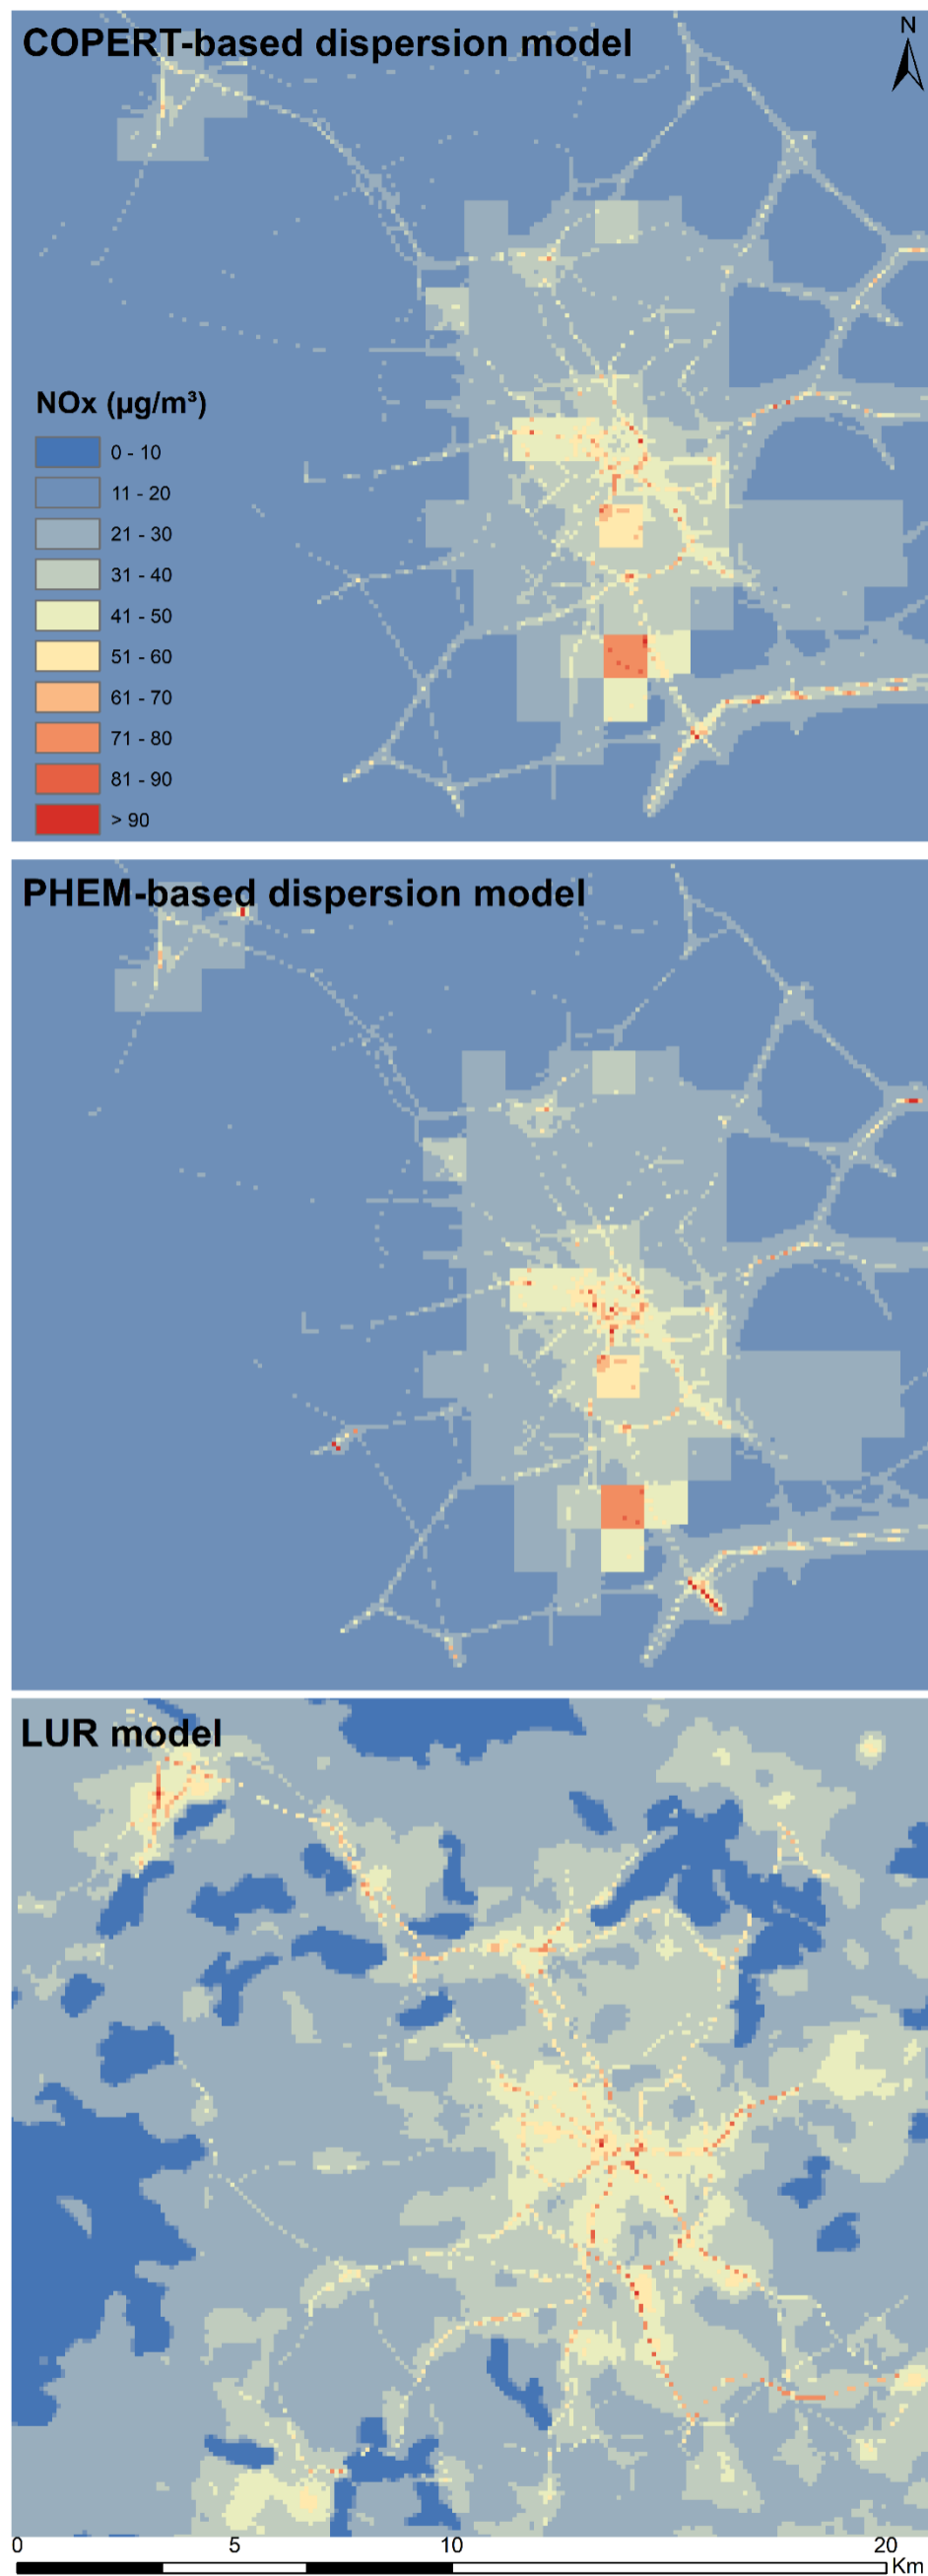 COPERT-based dispersion model
N
NOx (µg/m³)
0 - 10
11 - 20
21 - 30
31 - 40
41 - 50
51 - 60
61 - 70
71 - 80
81 - 90
> 90
PHEM-based dispersion model
LUR model
0 5 10 20
Km